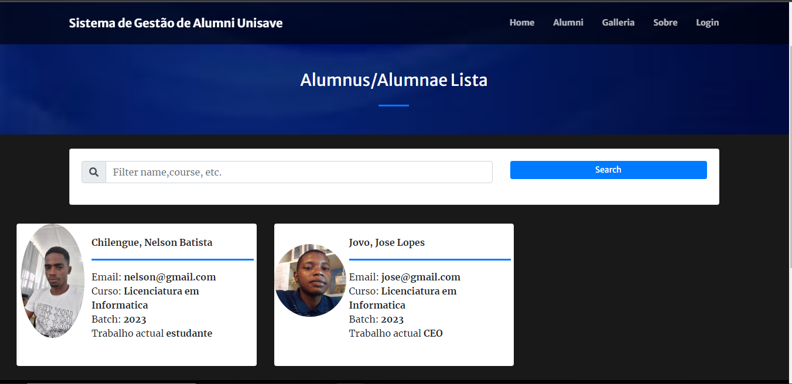 Sistema de Gestão de Alumni Unisave
Home Alumni Galleria Sobre Login
Alumnus/Alumnae Lista
Filter name,course, etc.
Search
Chilengue, Nelson Batista
Email: nelson@gmail.com
Curso: Licenciatura em
Informatica
Batch: 2023
Trabalho actual estudante
Jovo, Jose Lopes
Email: jose@gmail.com
Curso: Licenciatura em
Informatica
Batch: 2023
Trabalho actual CEO